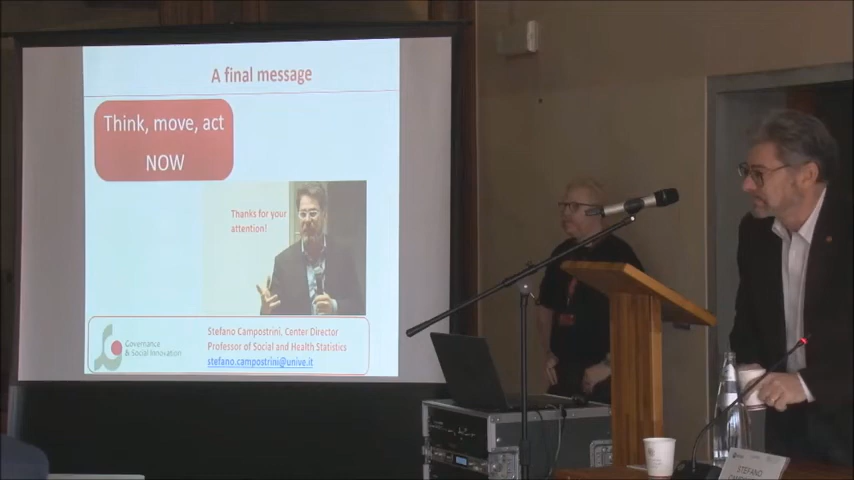 A final message
Think, move, act
NOW
Thanks for your
attention!
Governance
& Social Innovation
Stefano Campostrini, Center Director
Professor of Social and Health Statistics
stefano.campostrini@unive.it
STEFANO